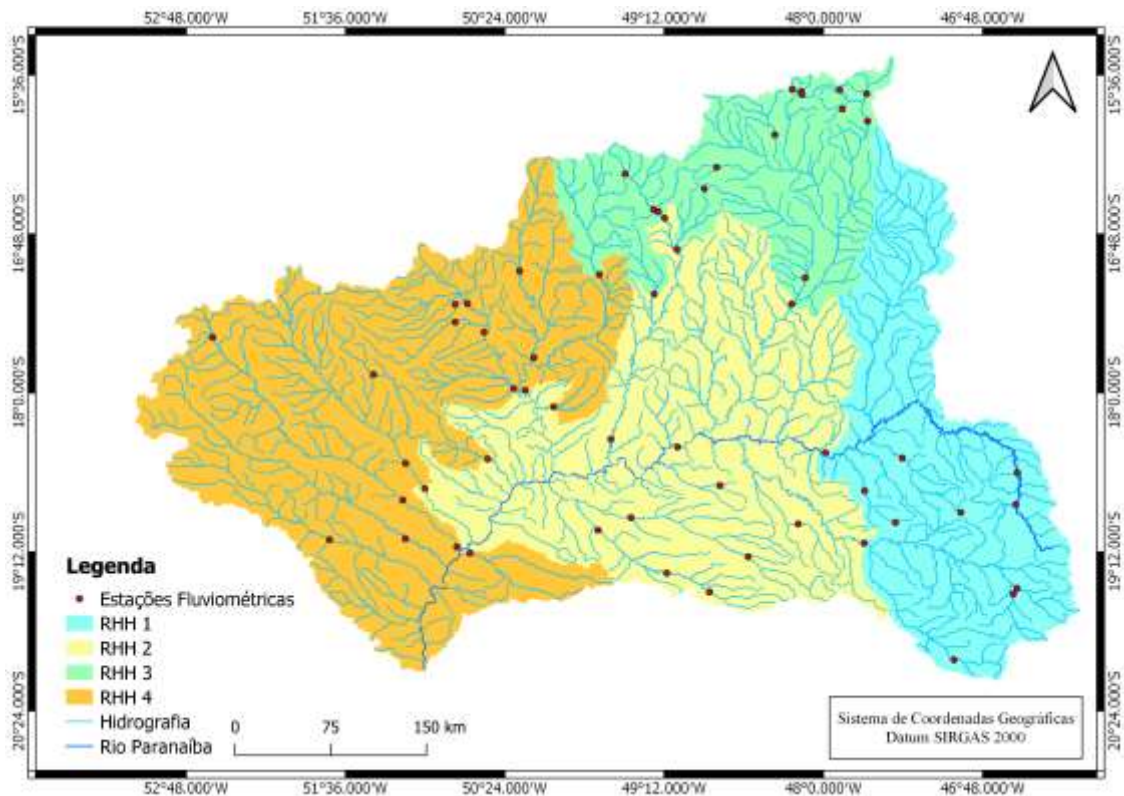 52°48.000'W 51°36.000'W 50°24.000'W 49°12.000'W 48°0.000'W 46°48.000'W
15°36.000'S 15°36.000'S
16°48.000'S 16°48.000'S
18°0.000'S 18°0.000'S
19°12.000'S 19°12.000'S
20°24.000'S 20°24.000'S
Legenda
Estações Fluviométricas
RHH 1
RHH 2
RHH 3
RHH 4
Hidrografia
Rio Paranaíba
0 75 150 km
Sistema de Coordenadas Geográficas
Datum SIRGAS 2000
52°48.000'W 51°36.000'W 50°24.000'W 49°12.000'W 48°0.000'W 46°48.000'W